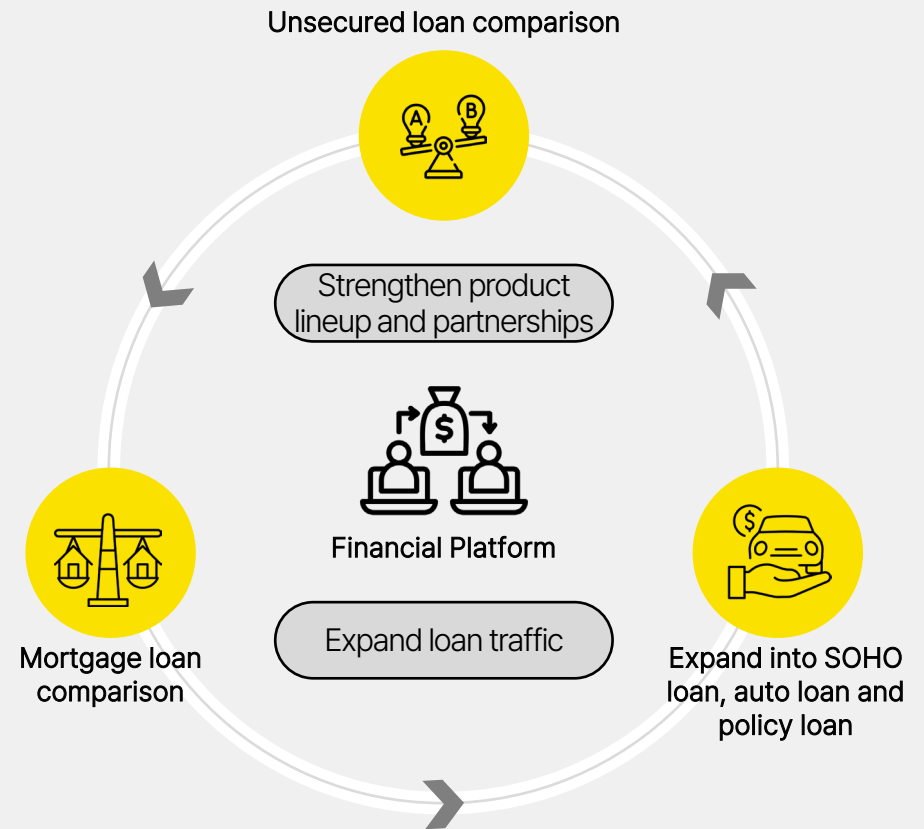 Unsecured loan comparison
A
B
Strengthen product
lineup and partnerships
$
Financial Platform
$
Mortgage loan
comparison
Expand loan traffic
Expand into SOHO
loan, auto loan and
policy loan